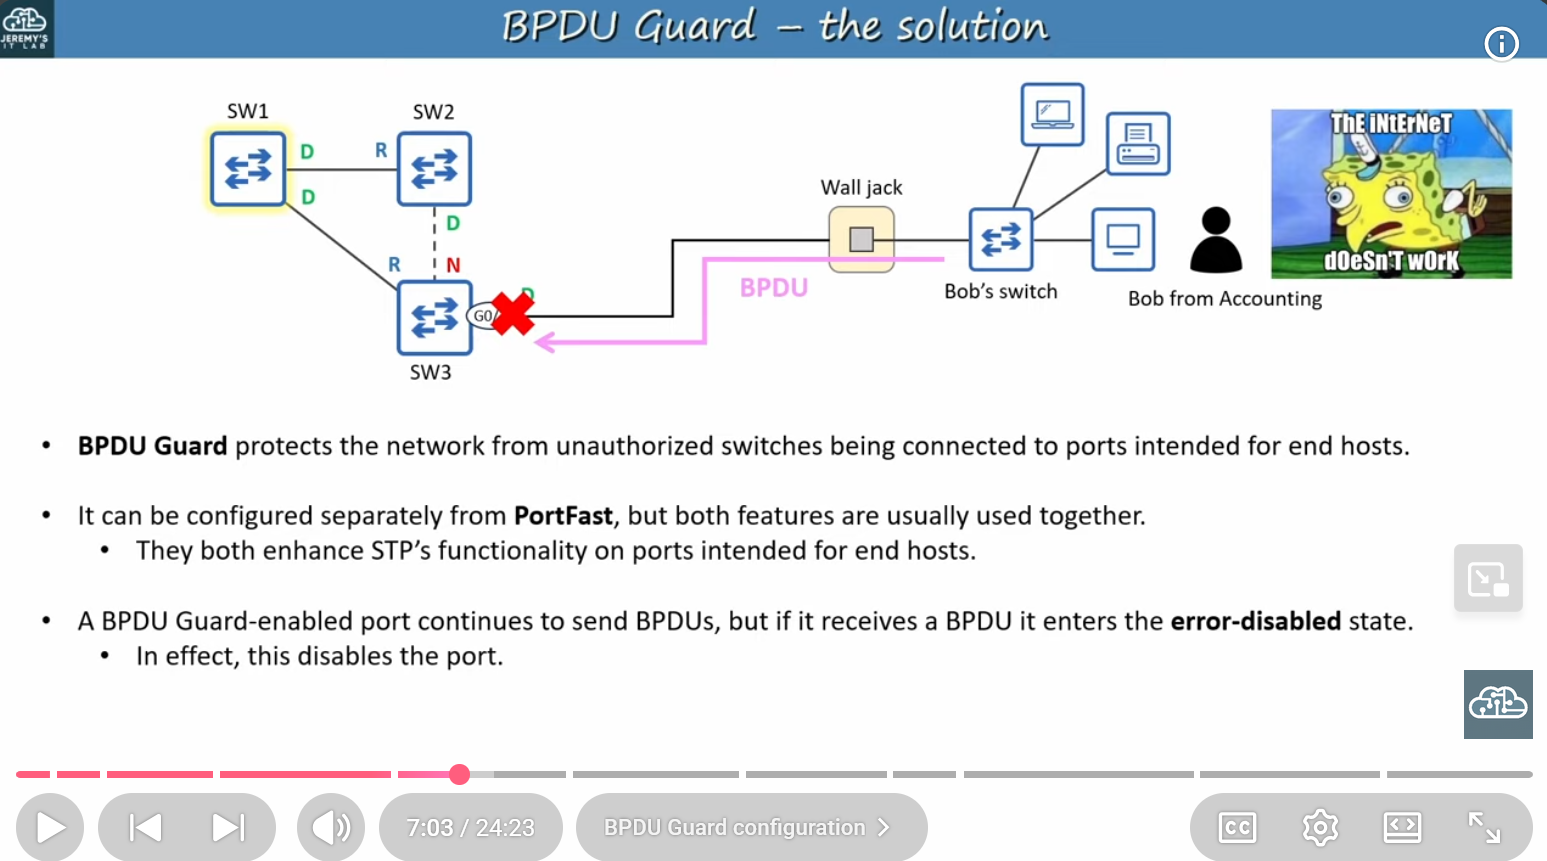 JEREMY'S
IT LAB
BPDU Guard – the solution
SW1
SW2
D
R
D
D
R
N
SW3
G0/
D
BPDU
Wall jack
Bob's switch
Bob from Accounting
ThE iNtErNeT
dOeSn'T wOrK
• BPDU Guard protects the network from unauthorized switches being connected to ports intended for end hosts.
• It can be configured separately from PortFast, but both features are usually used together.
• They both enhance STP's functionality on ports intended for end hosts.
• A BPDU Guard-enabled port continues to send BPDUs, but if it receives a BPDU it enters the error-disabled state.
• In effect, this disables the port.
7:03 / 24:23
BPDU Guard configuration
CC